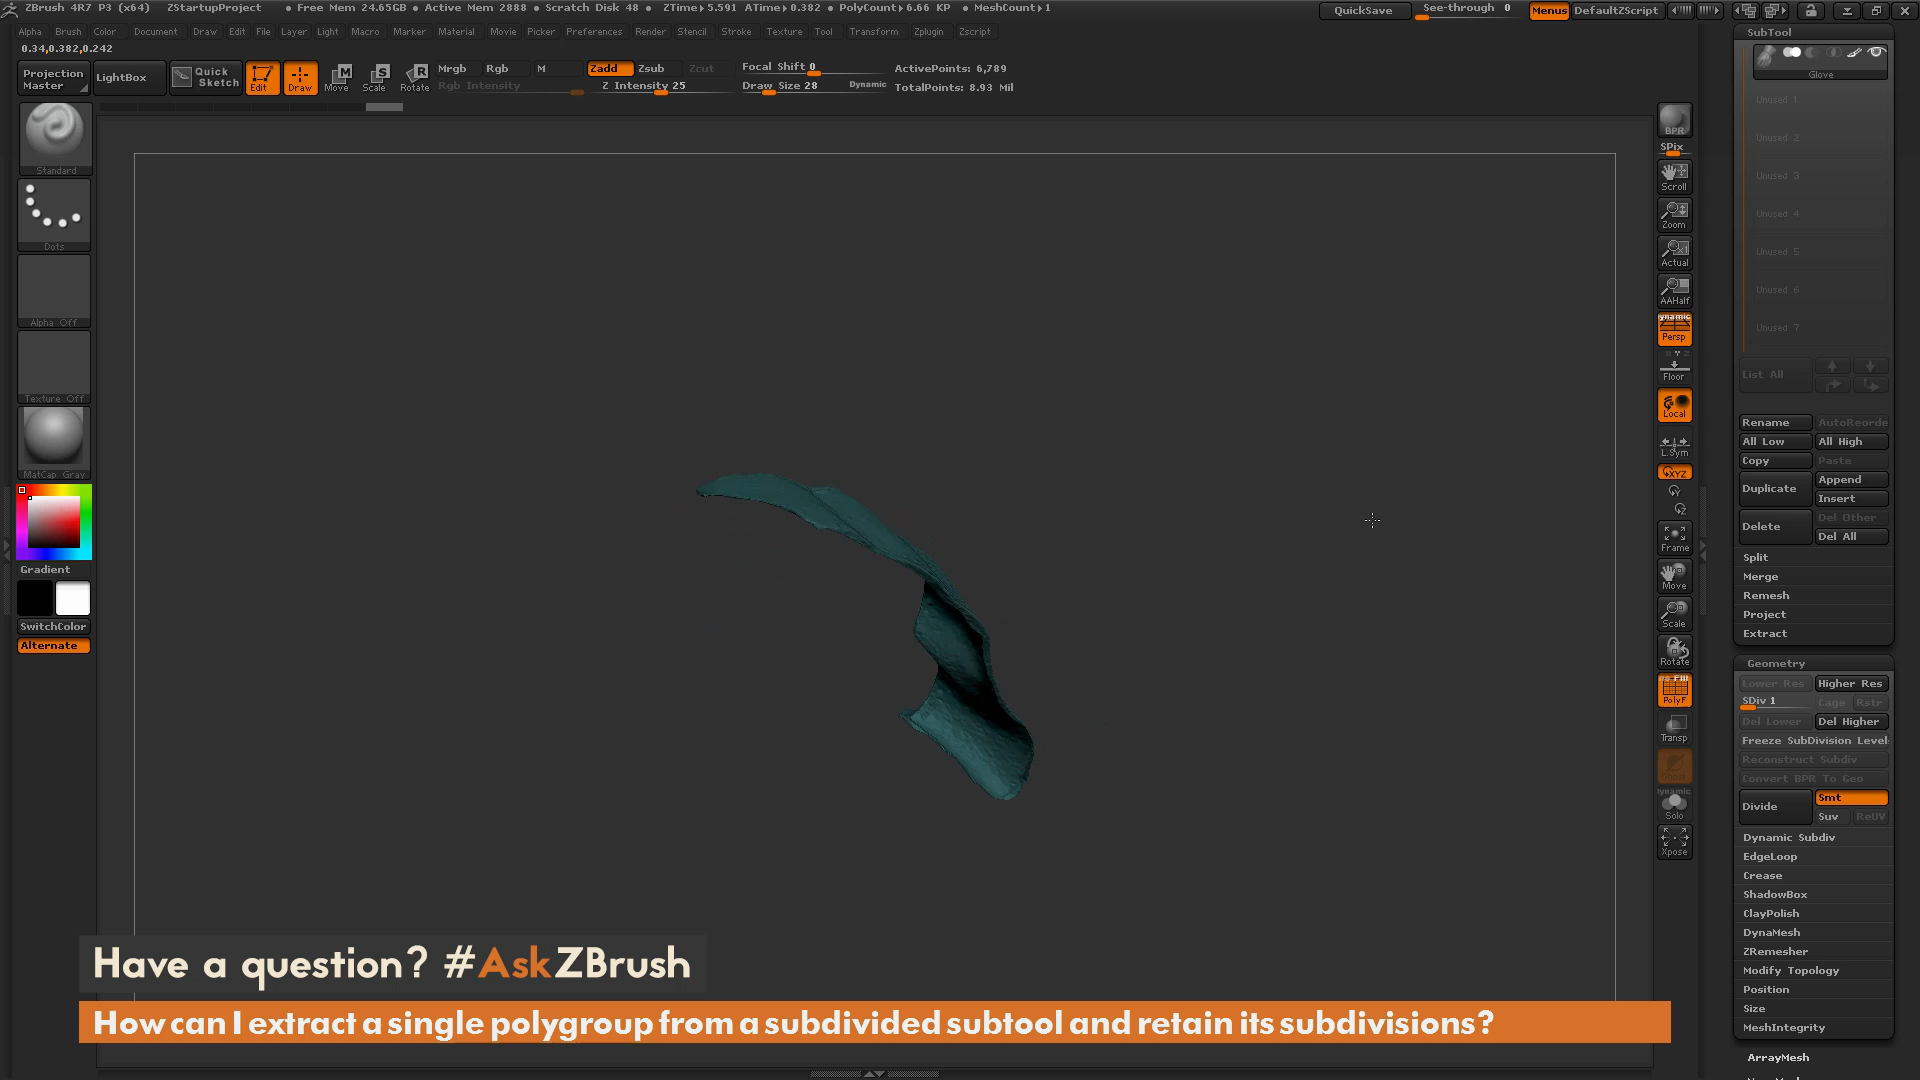 ZBrush 4R7 P3 (x64) ZStartupProject ● Free Mem 24.65GB ● Active Mem 2888 ● Scratch Disk 48 ● ZTime▸5.591 ATime▸0.382 ● PolyCount▸6.66 KP ● MeshCount▸1
QuickSave See-through 0 Menus DefaultZScript
Alpha Brush Color Document Draw Edit File Layer Light Macro Marker Material Movie Picker Preferences Render Stencil Stroke Texture Tool Transform Zplugin Zscript
0.34,0.382,0.242
Projection Master
LightBox
Quick Sketch
Edit
Draw
Move
Scale
Rotate
Mrgb Rgb M
Rgb Intensity
Zadd Zsub Zcut
Z Intensity 25
Focal Shift 0
Draw Size 28 Dynamic
ActivePoints: 6,789
TotalPoints: 8.93 Mil
Standard
Dots
Alpha Off
Texture Off
MatCap Gray
Gradient
SwitchColor
Alternate
BPR
SPix
Scroll
Zoom
Actual
AAHalf
Persp
Floor
Local
L.Sym
XYZ
Frame
Move
Scale
Rotate
PolyF
Transp
Ghost
Dynamic
Solo
Xpose
SubTool
Glove
Unused 1
Unused 2
Unused 3
Unused 4
Unused 5
Unused 6
Unused 7
List All
Rename AutoReorde
All Low All High
Copy Paste
Duplicate Append
Insert
Delete Del Other
Del All
Split
Merge
Remesh
Project
Extract
Geometry
Lower Res Higher Res
SDiv 1 Cage Rstr
Del Lower Del Higher
Freeze SubDivision Level
Reconstruct Subdiv
Convert BPR To Geo
Divide Smt
Suv ReUV
Dynamic Subdiv
EdgeLoop
Crease
ShadowBox
ClayPolish
DynaMesh
ZRemesher
Modify Topology
Position
Size
MeshIntegrity
ArrayMesh
Have a question? #AskZBrush
How can I extract a single polygroup from a subdivided subtool and retain its subdivisions?